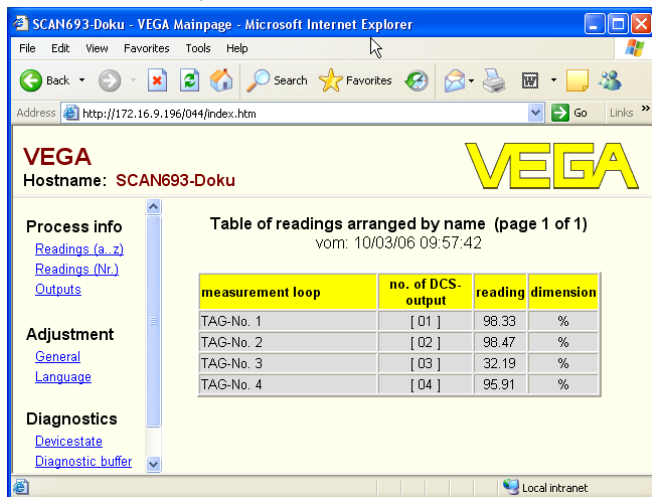 SCAN693-Doku - VEGA Mainpage - Microsoft Internet Explorer
File Edit View Favorites Tools Help
Back Search Favorites
Address http://172.16.9.196/044/index.htm Go Links »
VEGA
Hostname: SCAN693-Doku
VEGA
Process info
Readings (a..z)
Readings (Nr.)
Outputs
Adjustment
General
Language
Diagnostics
Devicestate
Diagnostic buffer
Table of readings arranged by name (page 1 of 1)
vom: 10/03/06 09:57:42
measurement loop no. of DCS-output reading dimension
TAG-No. 1 [ 01 ] 98.33 %
TAG-No. 2 [ 02 ] 98.47 %
TAG-No. 3 [ 03 ] 32.19 %
TAG-No. 4 [ 04 ] 95.91 %
Local intranet